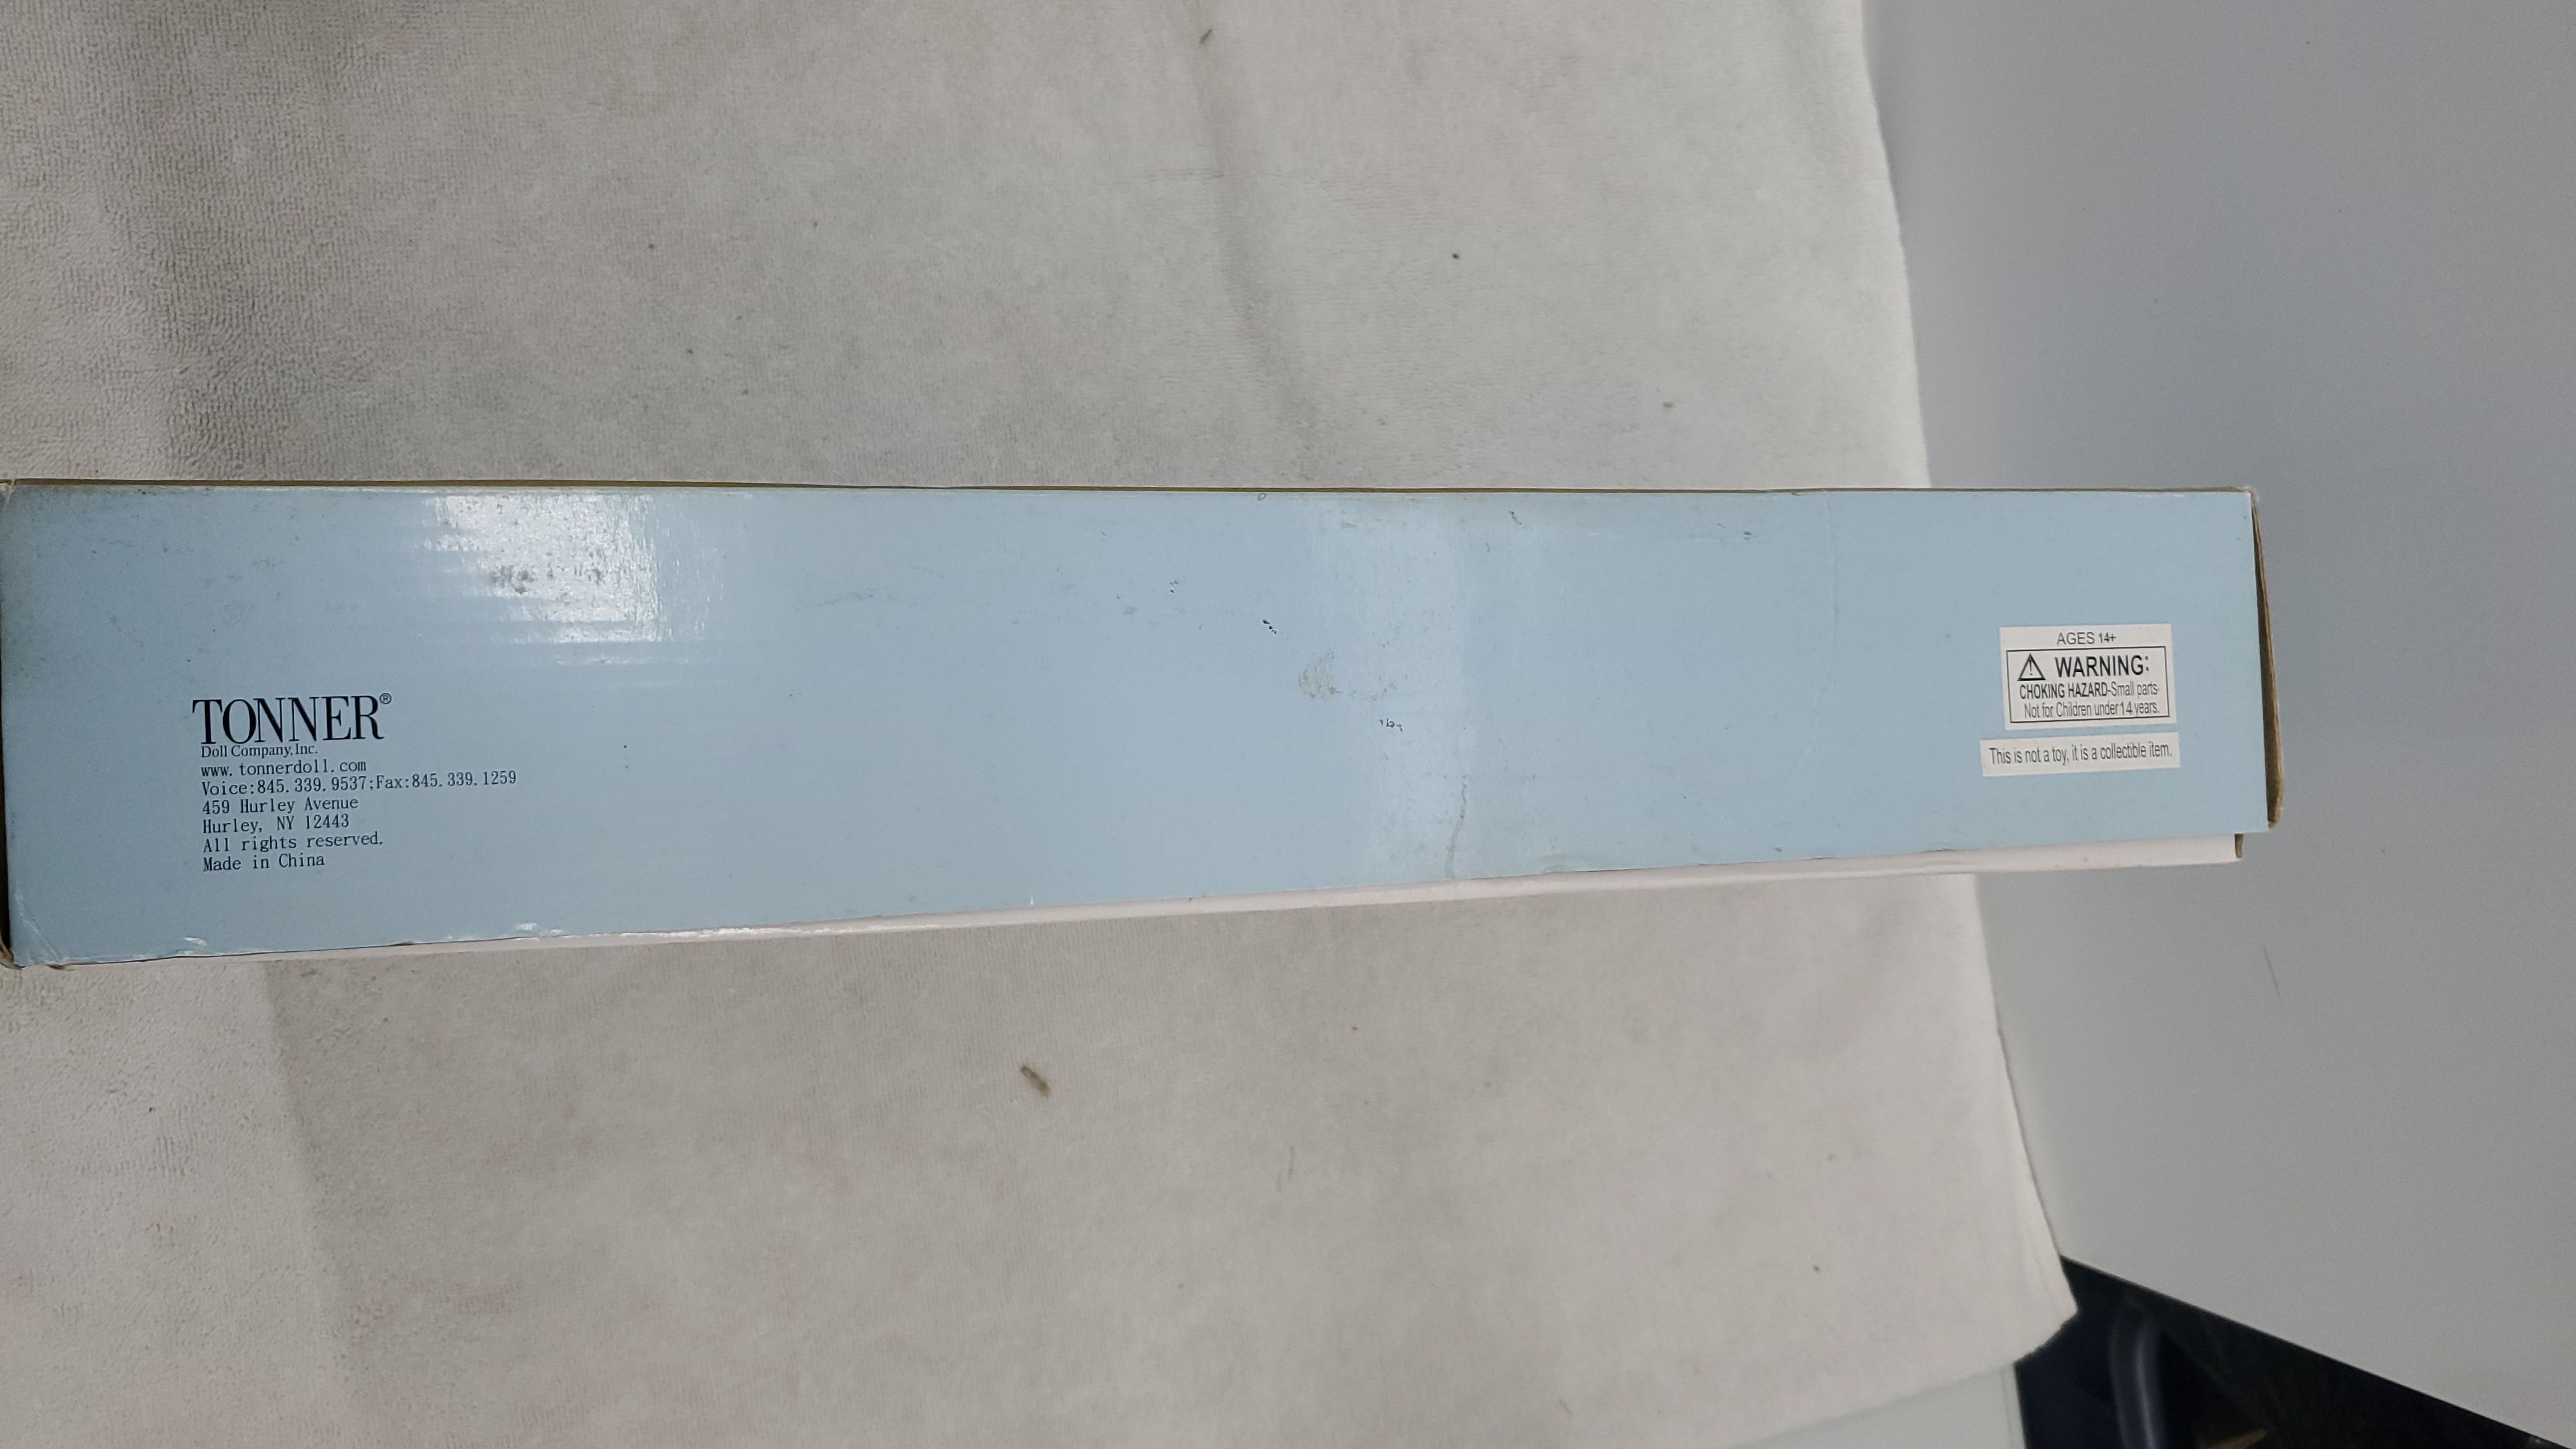 TONNER®
Doll Company, Inc.
www.tonnerdoll.com
Voice:845.339.9537;Fax:845.339.1259
459 Hurley Avenue
Hurley, NY 12443
All rights reserved.
Made in China
AGES 14+
WARNING:
CHOKING HAZARD-Small parts-
Not for Children under 14 years.
This is not a toy, it is a collectible item.